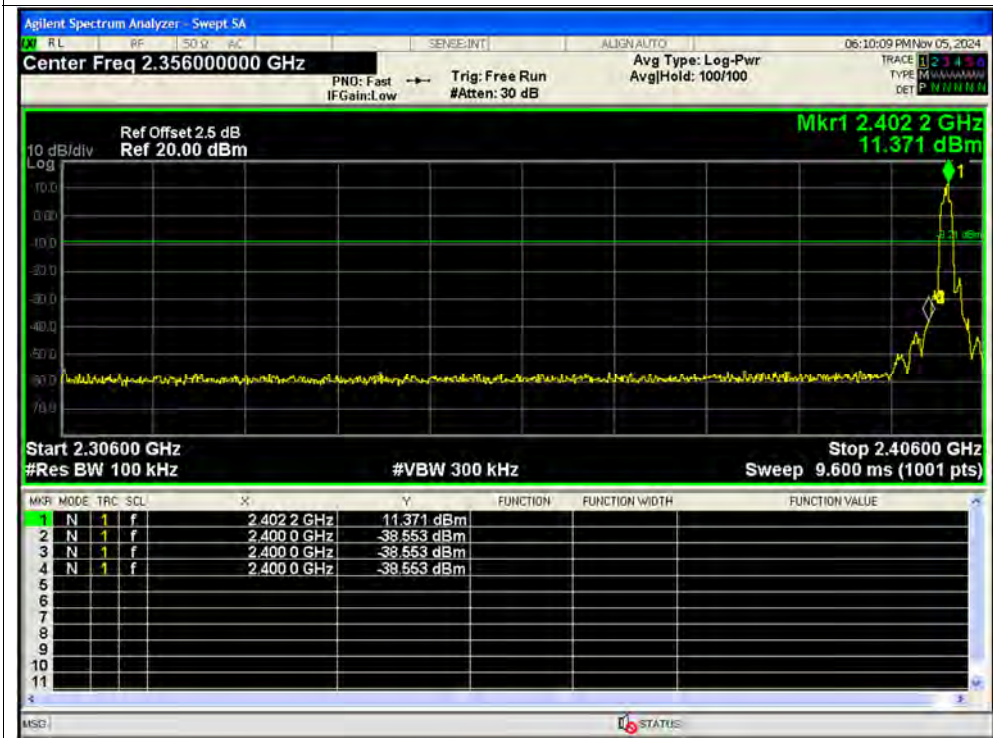 Agilent Spectrum Analyzer - Swept SA
RL RF 50 Ω AC SENSE:INT ALIGN AUTO 06:10:09 PM Nov 05, 2024
Center Freq 2.356000000 GHz
PNO: Fast Trig: Free Run
IFGain:Low #Atten: 30 dB
Avg Type: Log-Pwr
Avg|Hold: 100/100
TRACE 1 2 3 4 5 6
TYPE M
DET P N N N N N
Mkr1 2.402 2 GHz
11.371 dBm
Ref Offset 2.5 dB
10 dB/div Ref 20.00 dBm
Log
1
10.0
0.00
-10.0
-20.0
-30.0
-40.0
-50.0
-60.0
-70.0
Start 2.30600 GHz Stop 2.40600 GHz
#Res BW 100 kHz #VBW 300 kHz Sweep 9.600 ms (1001 pts)
MKR MODE TRC SCL X Y FUNCTION FUNCTION WIDTH FUNCTION VALUE
1 N 1 f 2.402 2 GHz 11.371 dBm
2 N 1 f 2.400 0 GHz -38.553 dBm
3 N 1 f 2.400 0 GHz -38.553 dBm
4 N 1 f 2.400 0 GHz -38.553 dBm
5
6
7
8
9
10
11
MSG STATUS